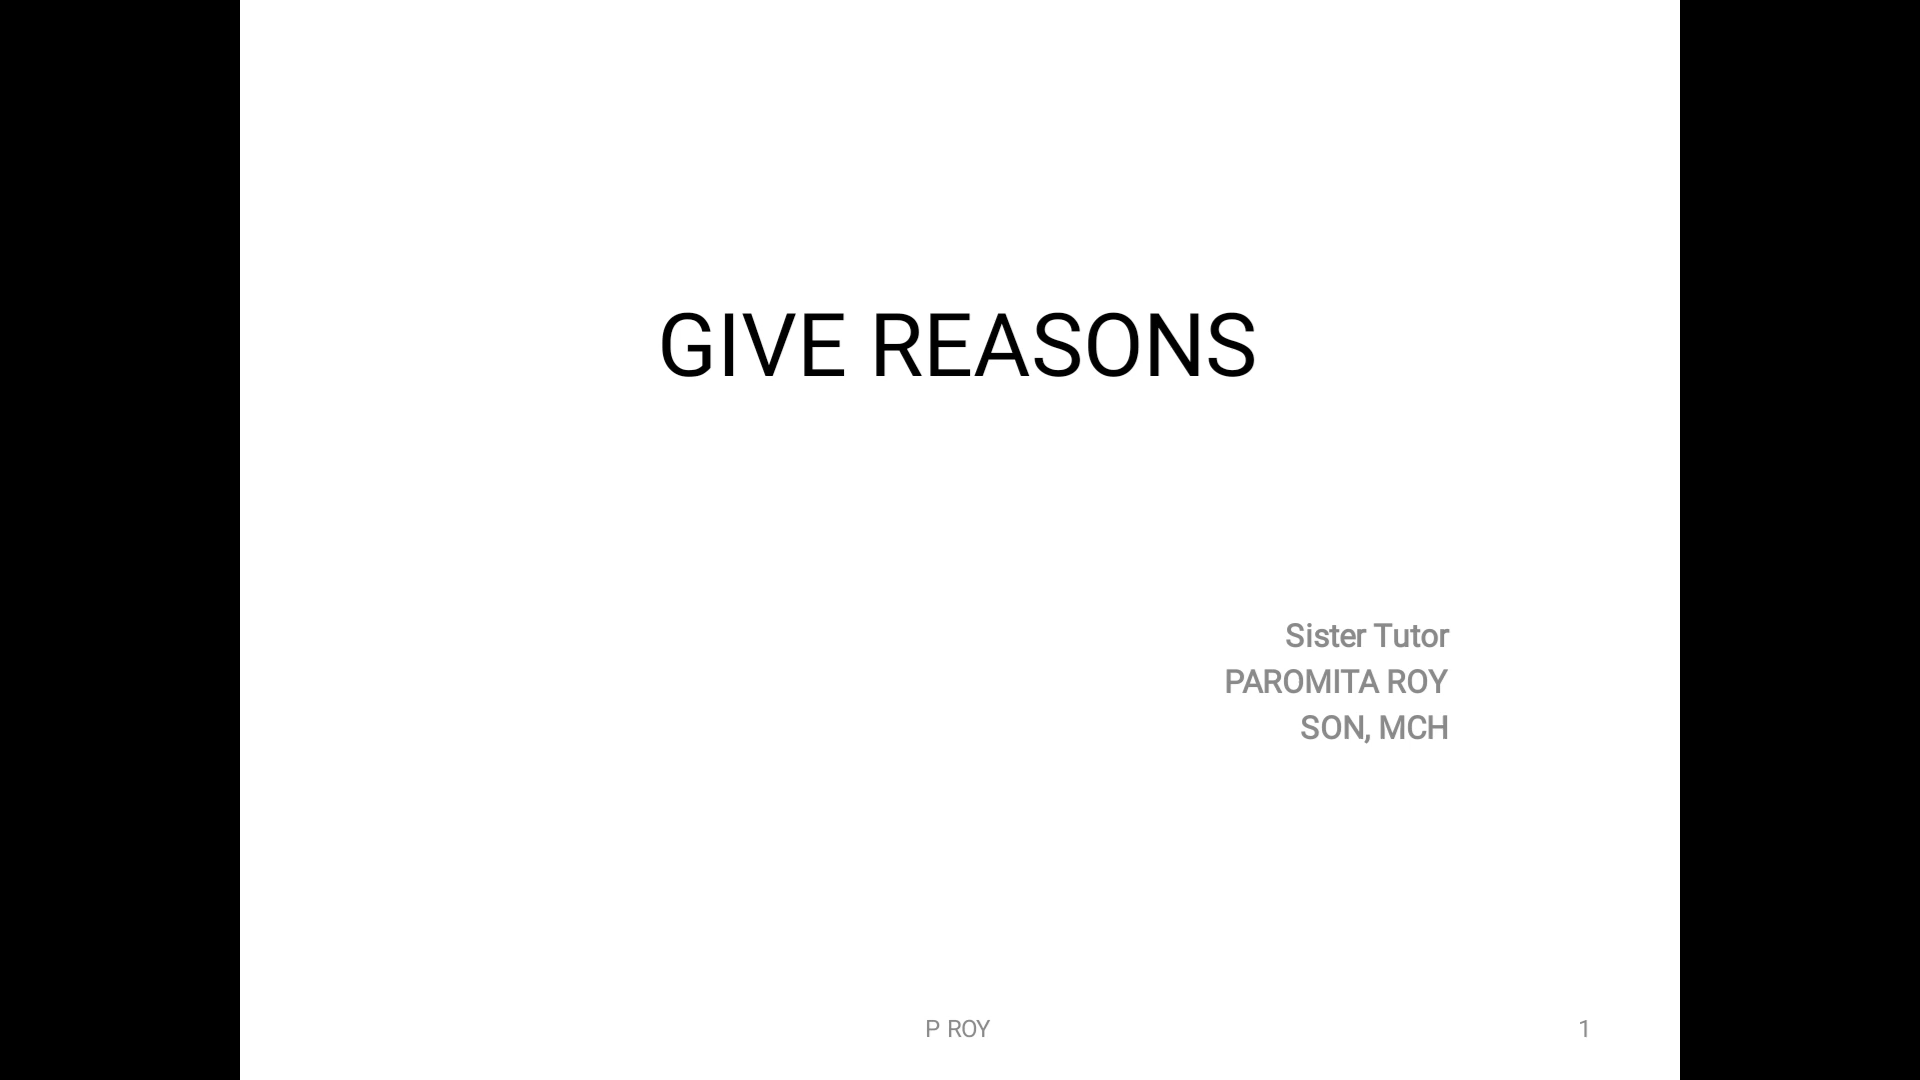 GIVE REASONS
Sister Tutor
PAROMITA ROY
SON, MCH
P ROY
1